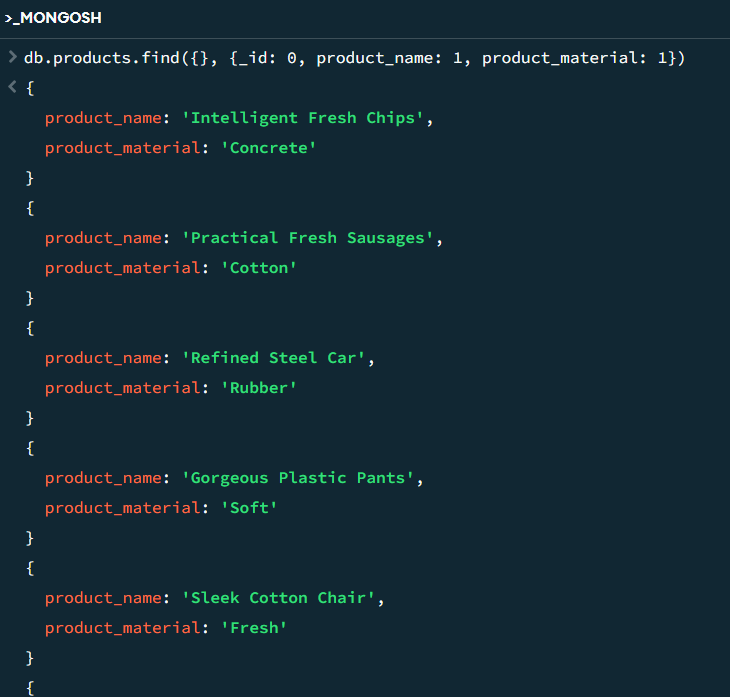 >_MONGOSH
> db.products.find({}, {_id: 0, product_name: 1, product_material: 1})
< {
product_name: 'Intelligent Fresh Chips',
product_material: 'Concrete'
}
{
product_name: 'Practical Fresh Sausages',
product_material: 'Cotton'
}
{
product_name: 'Refined Steel Car',
product_material: 'Rubber'
}
{
product_name: 'Gorgeous Plastic Pants',
product_material: 'Soft'
}
{
product_name: 'Sleek Cotton Chair',
product_material: 'Fresh'
}
{